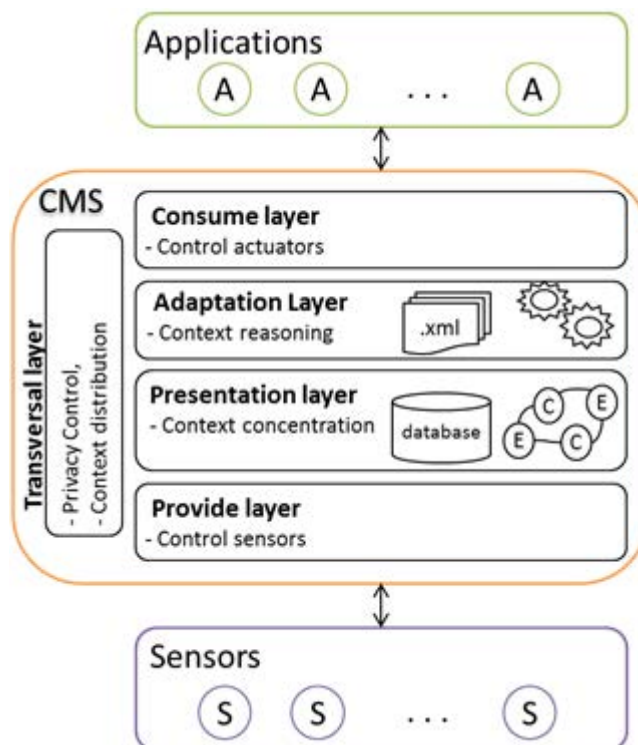 Applications
A A . . . A
CMS
Transversal layer
- Privacy Control,
- Context distribution
Consume layer
- Control actuators
Adaptation Layer
- Context reasoning
.xml
Presentation layer
- Context concentration
database
C E
E C
Provide layer
- Control sensors
Sensors
S S . . . S